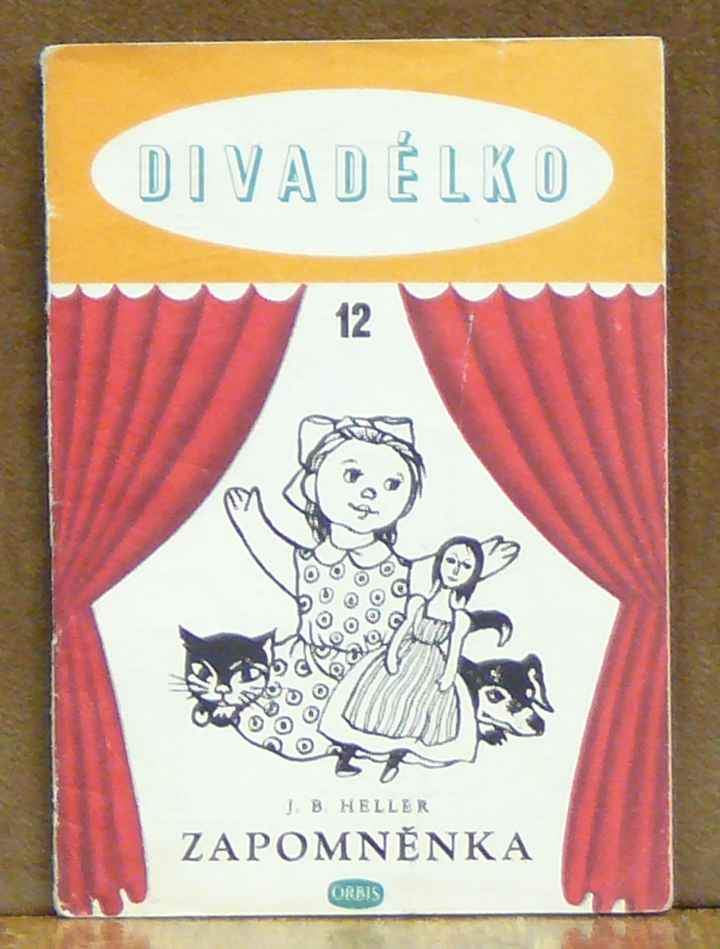 DIVADÉLKO
12
J. B. HELLER
ZAPOMNĚNKA
ORBIS